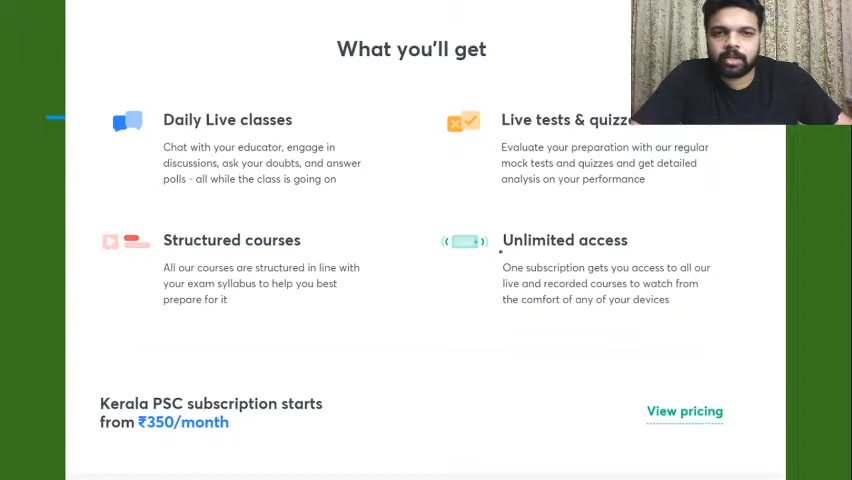 What you'll get
Daily Live classes
Chat with your educator, engage in
discussions, ask your doubts, and answer
polls - all while the class is going on
Live tests &
Evaluate your preparation with our regular
mock tests and quizzes and get detailed
analysis on your performance
Structured courses
All our courses are structured in line with
your exam syllabus to help you best
prepare for it
Unlimited access
One subscription gets you access to all our
live and recorded courses to watch from
the comfort of any of your devices
Kerala PSC subscription starts
from ₹350/month
View pricing